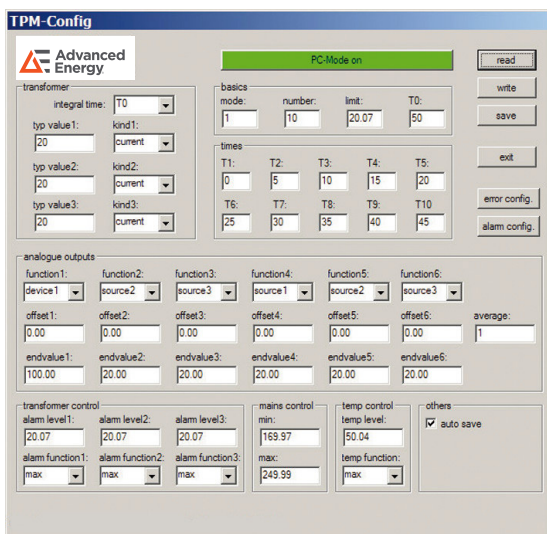 TPM-Config
Advanced
Energy
PC-Mode on
read
write
save
exit
error config.
alarm config.
transformer
integral time: T0
typ value1: kind1:
20 current
typ value2: kind2:
20 current
typ value3: kind3:
20 current
basics
mode: number: limit: T0:
1 10 20.07 50
times
T1: T2: T3: T4: T5:
0 5 10 15 20
T6: T7: T8: T9: T10
25 30 35 40 45
analogue outputs
function1: function2: function3: function4: function5: function6:
device1 source2 source3 source1 source2 source3
offset1: offset2: offset3: offset4: offset5: offset6: average:
0.00 0.00 0.00 0.00 0.00 0.00 1
endvalue1: endvalue2: endvalue3: endvalue4: endvalue5: endvalue6:
100.00 20.00 20.00 20.00 20.00 20.00
transformer control
alarm level1: alarm level2: alarm level3:
20.07 20.07 20.07
alarm function1: alarm function2: alarm function3:
max max max
mains control
min:
169.97
max:
249.99
temp control
temp level:
50.04
temp function:
max
others
auto save